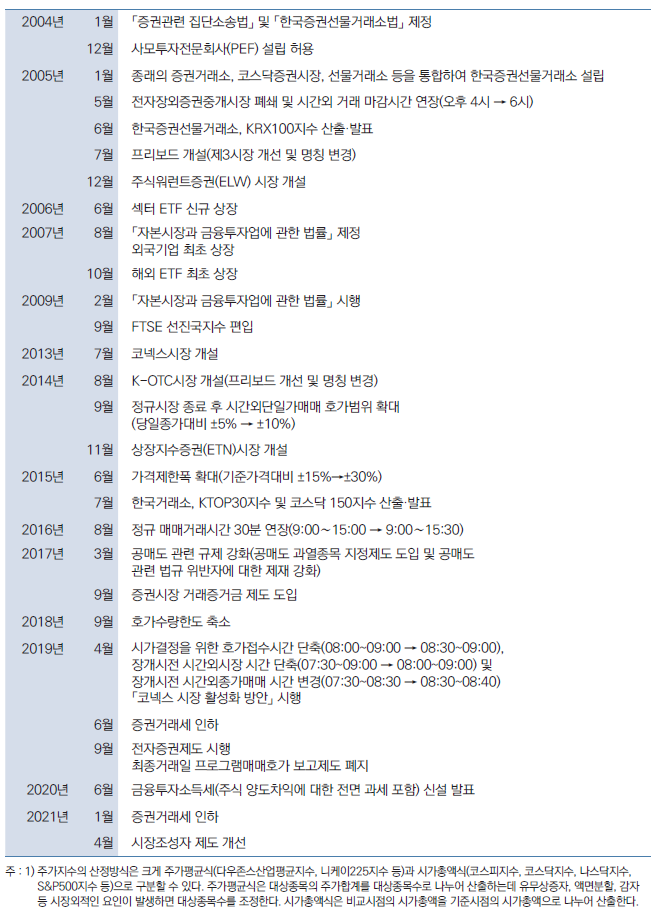 2004년 1월 「증권관련 집단소송법」 및 「한국증권선물거래소법」 제정
12월 사모투자전문회사(PEF) 설립 허용
2005년 1월 종래의 증권거래소, 코스닥증권시장, 선물거래소 등을 통합하여 한국증권선물거래소 설립
5월 전자장외증권중개시장 폐쇄 및 시간외 거래 마감시간 연장(오후 4시 → 6시)
6월 한국증권선물거래소, KRX100지수 산출·발표
7월 프리보드 개설(제3시장 개선 및 명칭 변경)
12월 주식워런트증권(ELW) 시장 개설
2006년 6월 섹터 ETF 신규 상장
2007년 8월 「자본시장과 금융투자업에 관한 법률」 제정
외국기업 최초 상장
10월 해외 ETF 최초 상장
2009년 2월 「자본시장과 금융투자업에 관한 법률」 시행
9월 FTSE 선진국지수 편입
2013년 7월 코넥스시장 개설
2014년 8월 K-OTC시장 개설(프리보드 개선 및 명칭 변경)
9월 정규시장 종료 후 시간외단일가매매 호가범위 확대
(당일종가대비 ±5% → ±10%)
11월 상장지수증권(ETN)시장 개설
2015년 6월 가격제한폭 확대(기준가격대비 ±15%→±30%)
7월 한국거래소, KTOP30지수 및 코스닥 150지수 산출·발표
2016년 8월 정규 매매거래시간 30분 연장(9:00~15:00 → 9:00~15:30)
2017년 3월 공매도 관련 규제 강화(공매도 과열종목 지정제도 도입 및 공매도
관련 법규 위반자에 대한 제재 강화)
9월 증권시장 거래증거금 제도 도입
2018년 9월 호가수량한도 축소
2019년 4월 시가결정을 위한 호가접수시간 단축(08:00~09:00 → 08:30~09:00),
장개시전 시간외시장 시간 단축(07:30~09:00 → 08:00~09:00) 및
장개시전 시간외종가매매 시간 변경(07:30~08:30 → 08:30~08:40)
「코넥스 시장 활성화 방안」 시행
6월 증권거래세 인하
9월 전자증권제도 시행
최종거래일 프로그램매매호가 보고제도 폐지
2020년 6월 금융투자소득세(주식 양도차익에 대한 전면 과세 포함) 신설 발표
2021년 1월 증권거래세 인하
4월 시장조성자 제도 개선
주 : 1) 주가지수의 산정방식은 크게 주가평균식(다우존스산업평균지수, 니케이225지수 등)과 시가총액식(코스피지수, 코스닥지수, 나스닥지수,
S&P500지수 등)으로 구분할 수 있다. 주가평균식은 대상종목의 주가합계를 대상종목수로 나누어 산출하는데 유무상증자, 액면분할, 감자
등 시장외적인 요인이 발생하면 대상종목수를 조정한다. 시가총액식은 비교시점의 시가총액을 기준시점의 시가총액으로 나누어 산출한다.